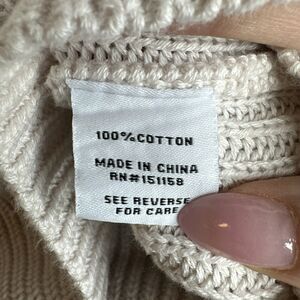 100%COTTON
MADE IN CHINA
RN#151158
SEE REVERSE
FOR CARE